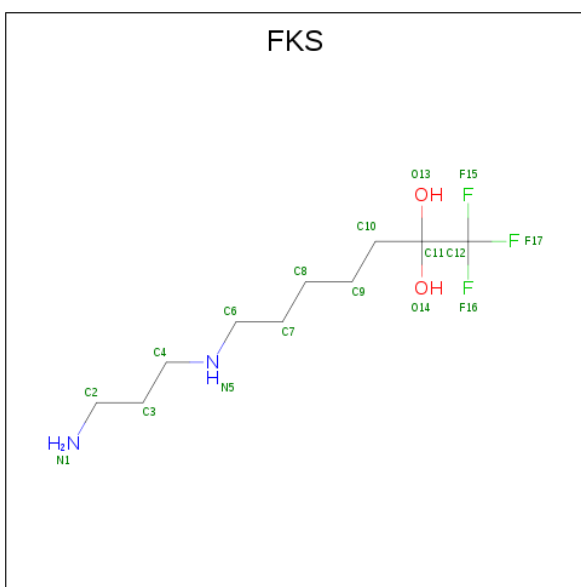 FKS
O13 F15
OH F
C10
C11 C12 F F17
C8
OH F
C9 O14 F16
C6
C7
C4
N
H
N5
C2
C3
H2N
N1